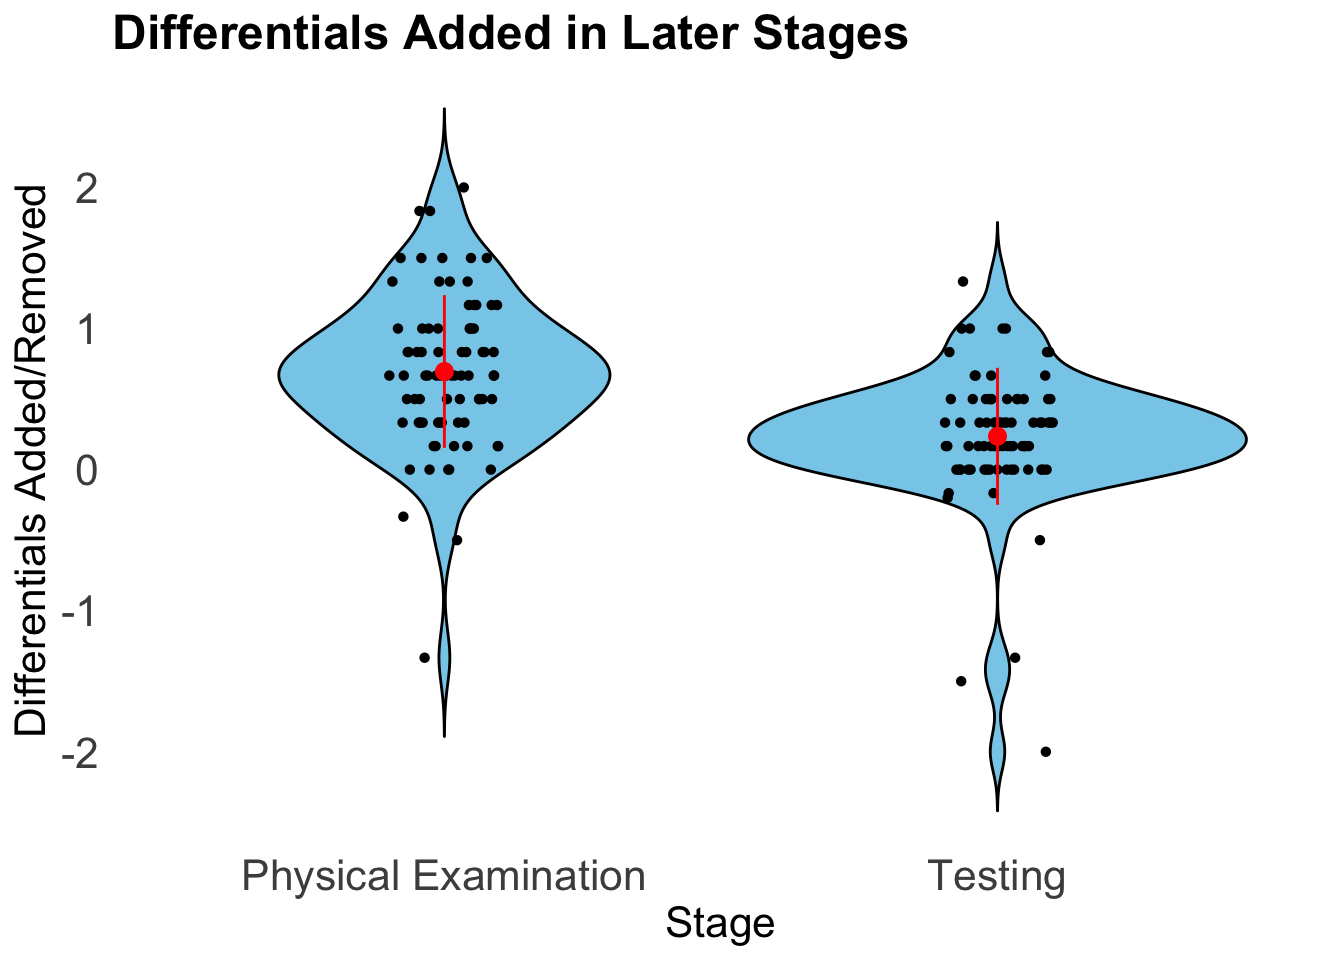 Differentials Added in Later Stages
Differentials Added/Removed
2
1
0
-1
-2
Physical Examination
Testing
Stage